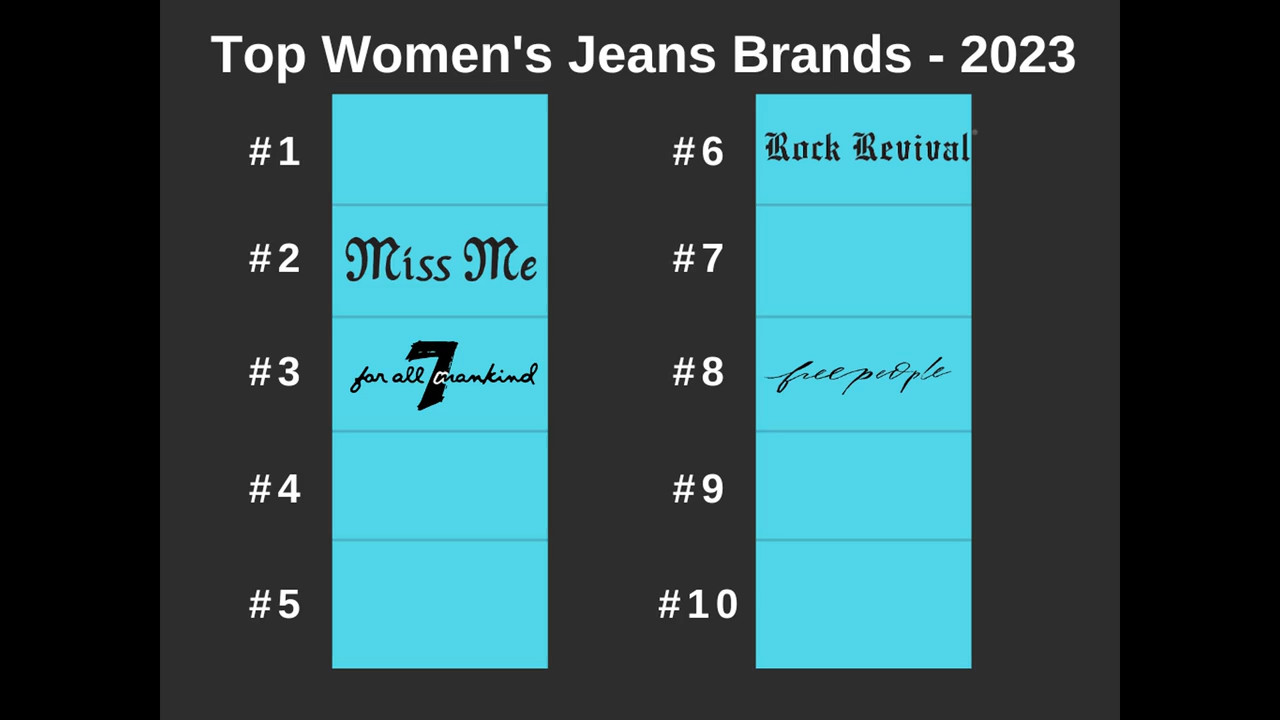 Top Women's Jeans Brands - 2023
#1
#2 Miss Me
#3 for all 7 mankind
#4
#5
#6 Rock Revival
#7
#8 free people
#9
#10